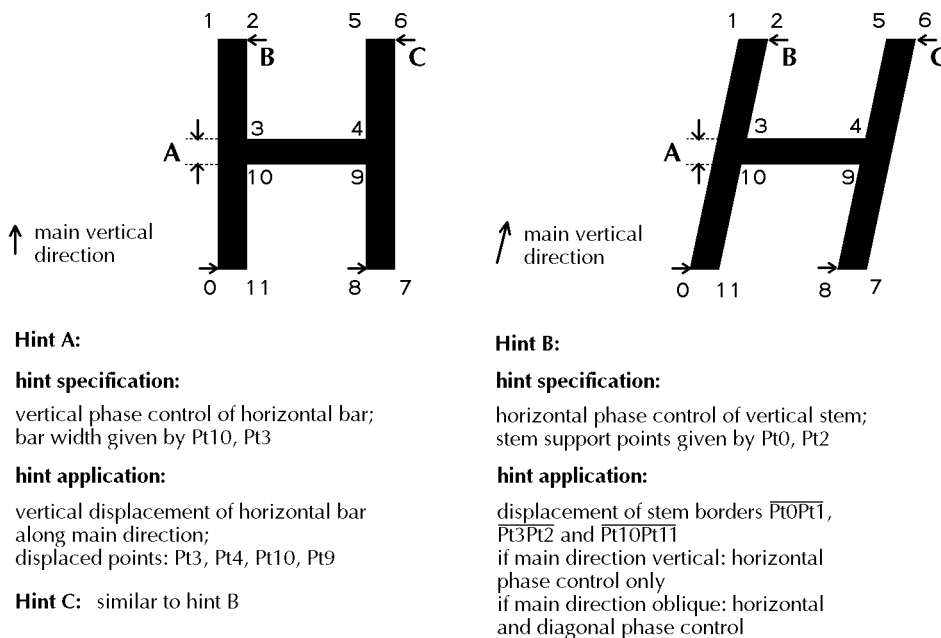 1 2 5 6
B C
3 4
A
10 9
main vertical
direction
0 11 8 7
1 2 5 6
B C
3 4
A
10 9
main vertical
direction
0 11 8 7
Hint A:
hint specification:
vertical phase control of horizontal bar;
bar width given by Pt10, Pt3
hint application:
vertical displacement of horizontal bar
along main direction;
displaced points: Pt3, Pt4, Pt10, Pt9
Hint C: similar to hint B
Hint B:
hint specification:
horizontal phase control of vertical stem;
stem support points given by Pt0, Pt2
hint application:
displacement of stem borders Pt0Pt1,
Pt3Pt2 and Pt10Pt11
if main direction vertical: horizontal
phase control only
if main direction oblique: horizontal
and diagonal phase control